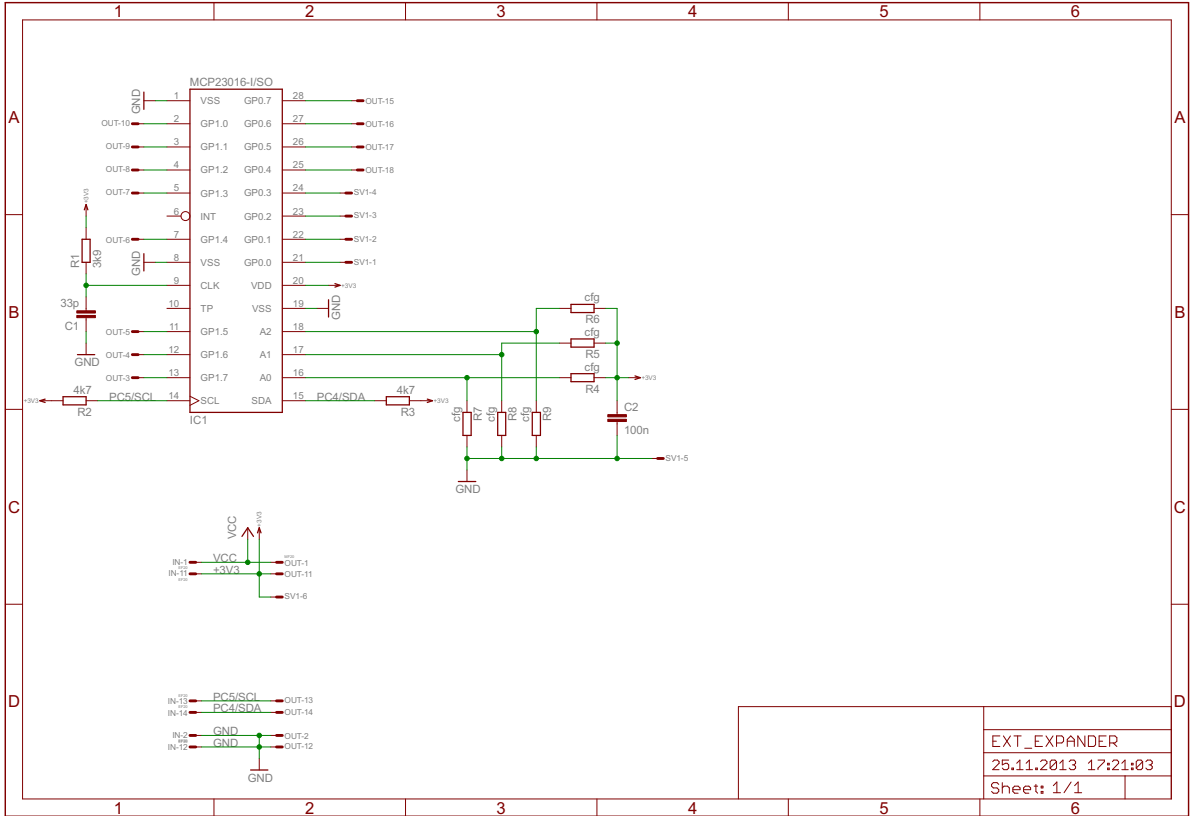 1 2 3 4 5 6
A A
MCP23016-I/SO
GND 1 VSS GP0.7 28 OUT-15
OUT-10 2 GP1.0 GP0.6 27 OUT-16
OUT-9 3 GP1.1 GP0.5 26 OUT-17
OUT-8 4 GP1.2 GP0.4 25 OUT-18
OUT-7 5 GP1.3 GP0.3 24 SV1-4
+3V3
6 INT GP0.2 23 SV1-3
OUT-6 7 GP1.4 GP0.1 22 SV1-2
R1 3k9
GND 8 VSS GP0.0 21 SV1-1
9 CLK VDD 20 +3V3
B B
33p
C1
GND
10 TP VSS 19 GND
OUT-5 11 GP1.5 A2 18
OUT-4 12 GP1.6 A1 17
OUT-3 13 GP1.7 A0 16
+3V3 4k7 R2 PC5/SCL 14 SCL SDA 15 PC4/SDA 4k7 R3 +3V3
IC1
cfg
R6
cfg
R5
cfg
R4
+3V3
cfg R7 cfg R8 cfg R9
C2
100n
SV1-5
GND
C C
VCC +3V3
IN-1 VCC OUT-1
IN-11 +3V3 OUT-11
SV1-6
D D
IN-13 PC5/SCL OUT-13
IN-14 PC4/SDA OUT-14
IN-2 GND OUT-2
IN-12 GND OUT-12
GND
EXT_EXPANDER
25.11.2013 17:21:03
Sheet: 1/1
1 2 3 4 5 6